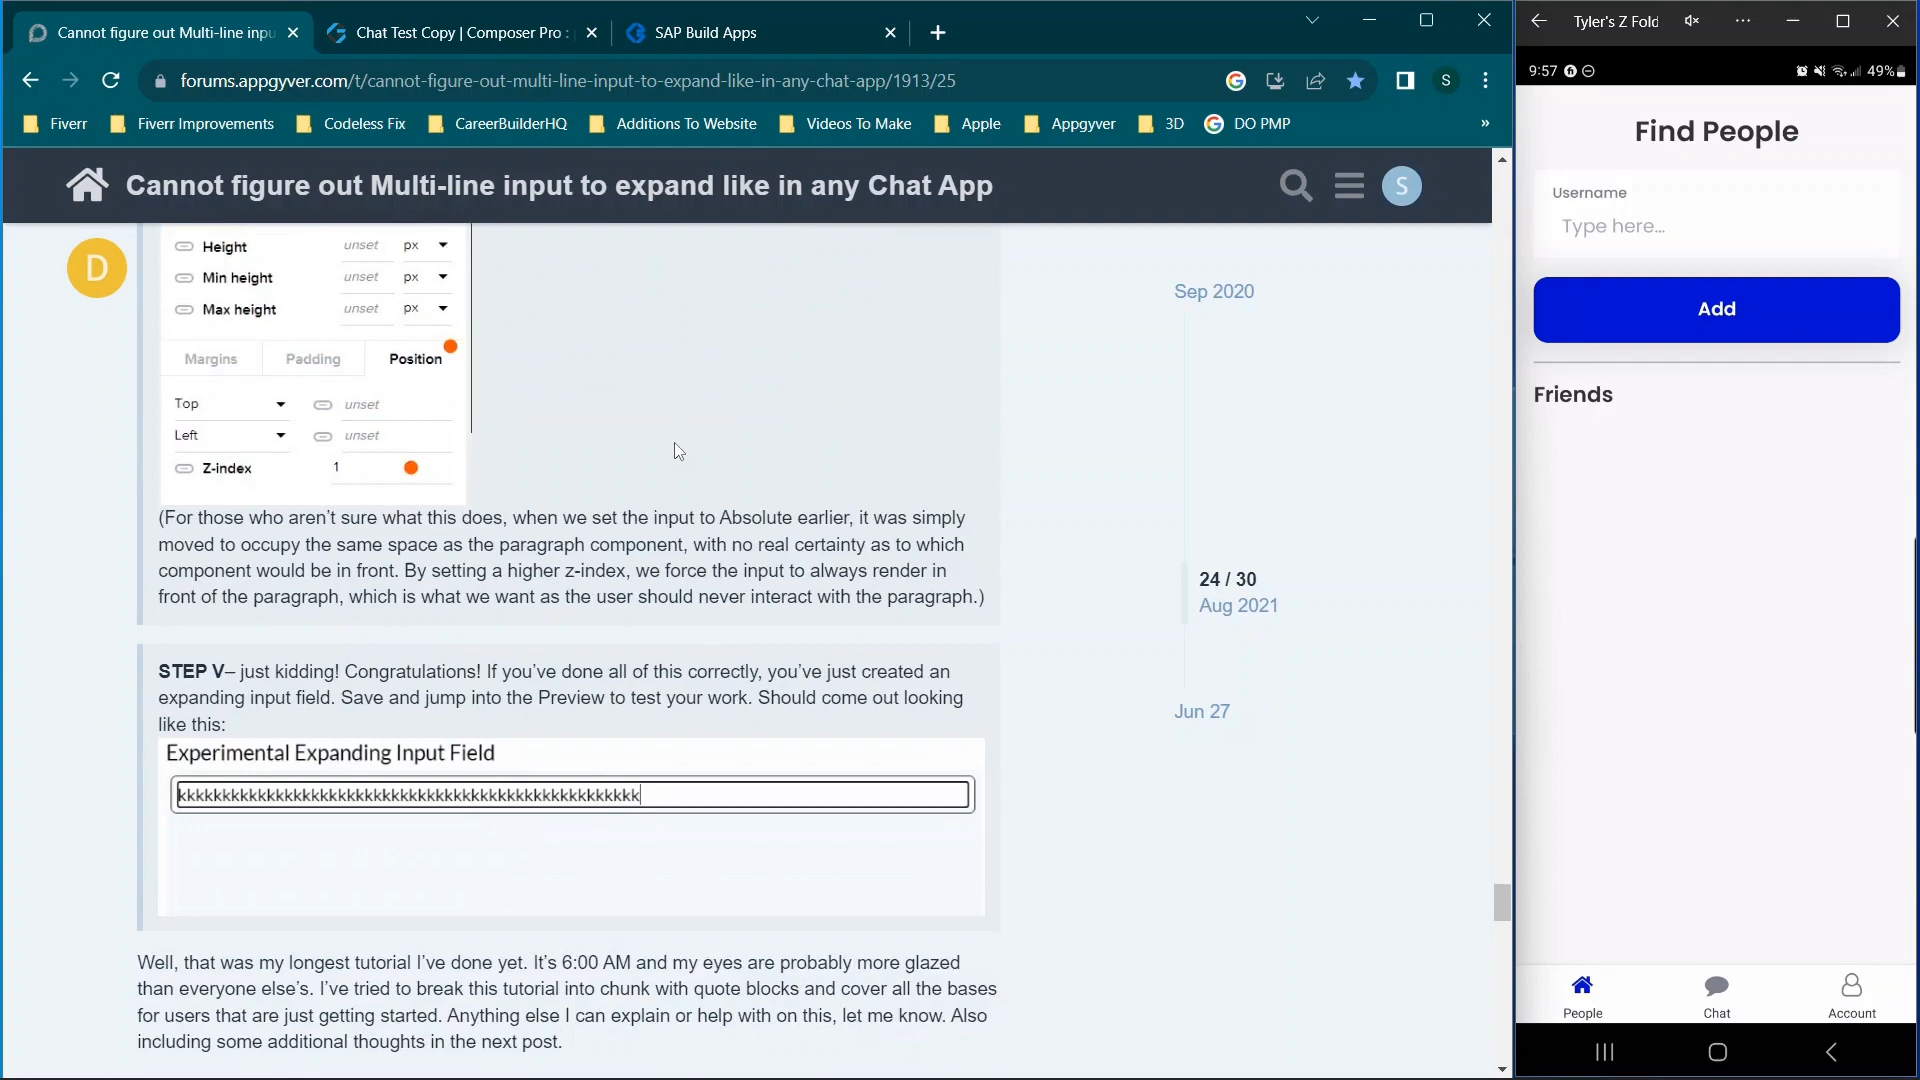 Cannot figure out Multi-line inpu
Chat Test Copy | Composer Pro :
SAP Build Apps
forums.appgyver.com/t/cannot-figure-out-multi-line-input-to-expand-like-in-any-chat-app/1913/25
S
Fiverr
Fiverr Improvements
Codeless Fix
CareerBuilderHQ
Additions To Website
Videos To Make
Apple
Appgyver
3D
DO PMP
»
Cannot figure out Multi-line input to expand like in any Chat App
S
D
Height unset px
Min height unset px
Max height unset px
Margins Padding Position
Top unset
Left unset
Z-index 1
(For those who aren’t sure what this does, when we set the input to Absolute earlier, it was simply
moved to occupy the same space as the paragraph component, with no real certainty as to which
component would be in front. By setting a higher z-index, we force the input to always render in
front of the paragraph, which is what we want as the user should never interact with the paragraph.)
STEP V– just kidding! Congratulations! If you’ve done all of this correctly, you’ve just created an
expanding input field. Save and jump into the Preview to test your work. Should come out looking
like this:
Experimental Expanding Input Field
Well, that was my longest tutorial I’ve done yet. It’s 6:00 AM and my eyes are probably more glazed
than everyone else’s. I’ve tried to break this tutorial into chunk with quote blocks and cover all the bases
for users that are just getting started. Anything else I can explain or help with on this, let me know. Also
including some additional thoughts in the next post.
Sep 2020
24 / 30
Aug 2021
Jun 27
Tyler's Z Fold
9:57
49%
Find People
Username
Type here...
Add
Friends
People
Chat
Account